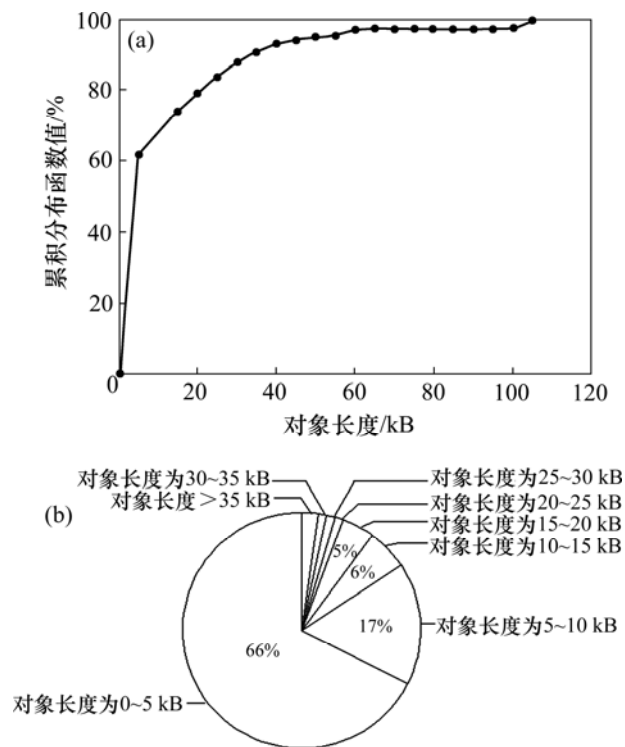 (a)
100
80
60
40
20
0
20
40
60
80
100
120
累积分布函数值/%
对象长度/kB
(b)
对象长度为30~35 kB
对象长度＞35 kB
对象长度为25~30 kB
对象长度为20~25 kB
对象长度为15~20 kB
对象长度为10~15 kB
5%
6%
17%
对象长度为5~10 kB
66%
对象长度为0~5 kB